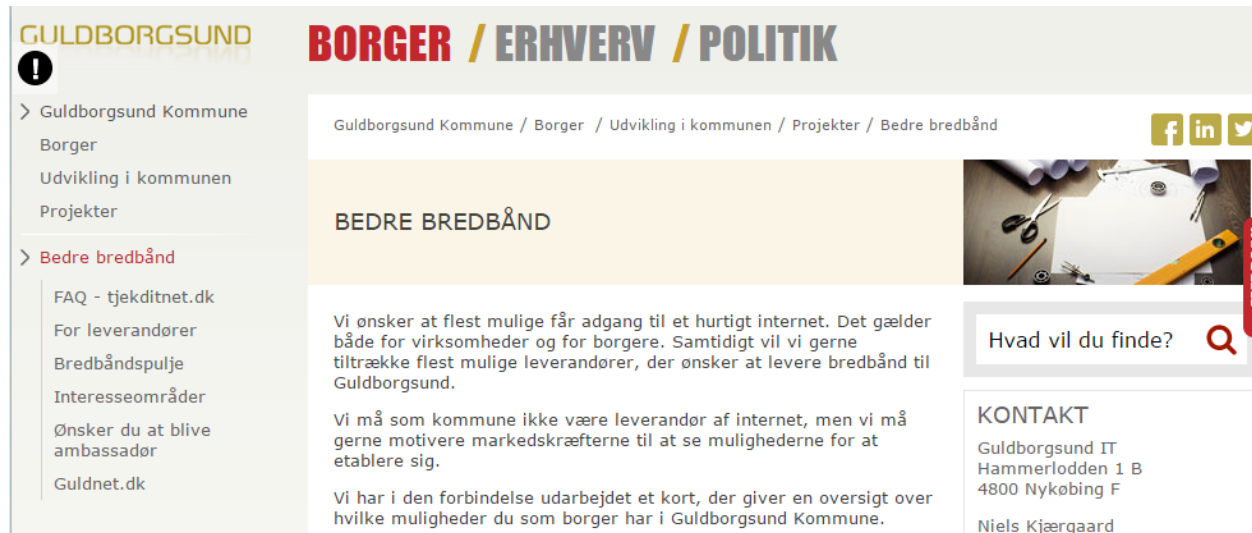 GULDBORGSUND
BORGER / ERHVERV / POLITIK
Guldborgsund Kommune
Borger
Udvikling i kommunen
Projekter
Bedre bredbånd
FAQ - tjekditnet.dk
For leverandører
Bredbåndspulje
Interesseområder
Ønsker du at blive
ambassadør
Guldnet.dk
Guldborgsund Kommune / Borger / Udvikling i kommunen / Projekter / Bedre bredbånd
BEDRE BREDBÅND
Vi ønsker at flest mulige får adgang til et hurtigt internet. Det gælder
både for virksomheder og for borgere. Samtidigt vil vi gerne
tiltrække flest mulige leverandører, der ønsker at levere bredbånd til
Guldborgsund.
Vi må som kommune ikke være leverandør af internet, men vi må
gerne motivere markedskræfterne til at se mulighederne for at
etablere sig.
Vi har i den forbindelse udarbejdet et kort, der giver en oversigt over
hvilke muligheder du som borger har i Guldborgsund Kommune.
Hvad vil du finde?
KONTAKT
Guldborgsund IT
Hammerlodden 1 B
4800 Nykøbing F
Niels Kjærgaard